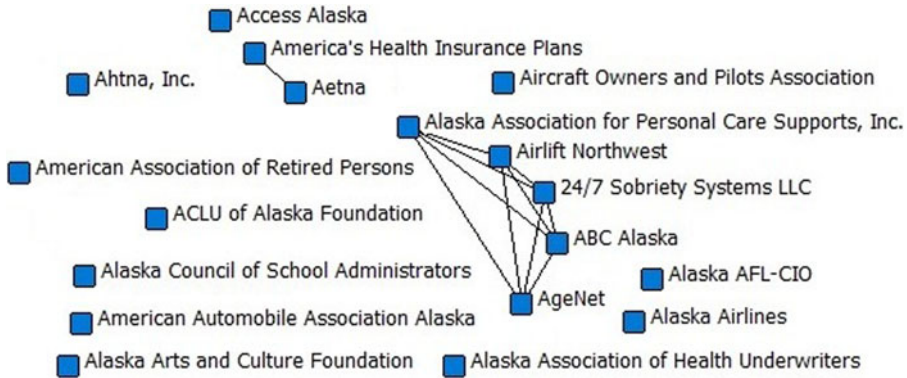 Access Alaska
America's Health Insurance Plans
Ahtna, Inc.
Aetna
Aircraft Owners and Pilots Association
Alaska Association for Personal Care Supports, Inc.
Airlift Northwest
American Association of Retired Persons
24/7 Sobriety Systems LLC
ACLU of Alaska Foundation
ABC Alaska
Alaska Council of School Administrators
Alaska AFL-CIO
AgeNet
American Automobile Association Alaska
Alaska Airlines
Alaska Arts and Culture Foundation
Alaska Association of Health Underwriters